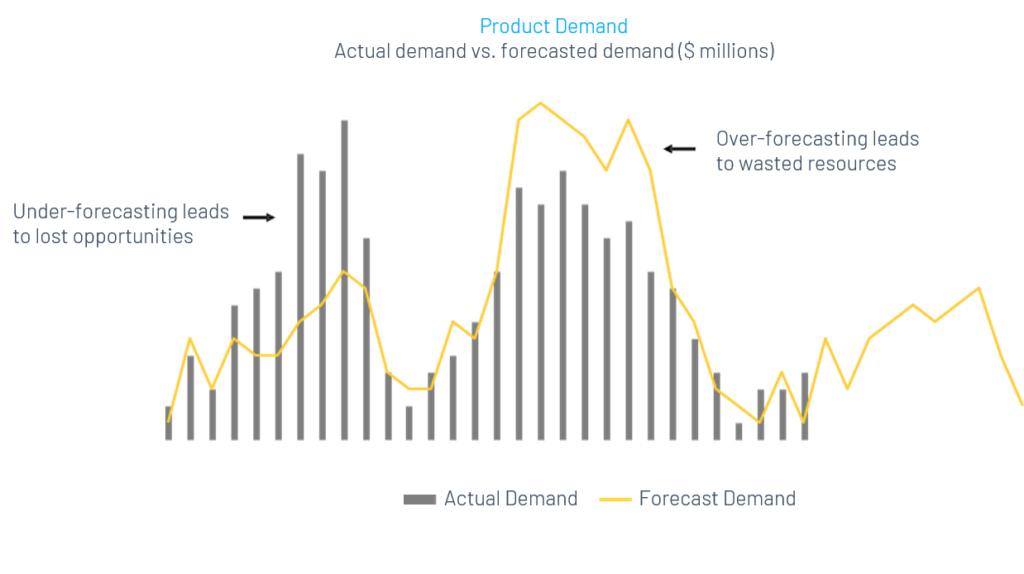 Product Demand
Actual demand vs. forecasted demand ($ millions)
Over-forecasting leads
to wasted resources
Under-forecasting leads
to lost opportunities
Actual Demand
Forecast Demand